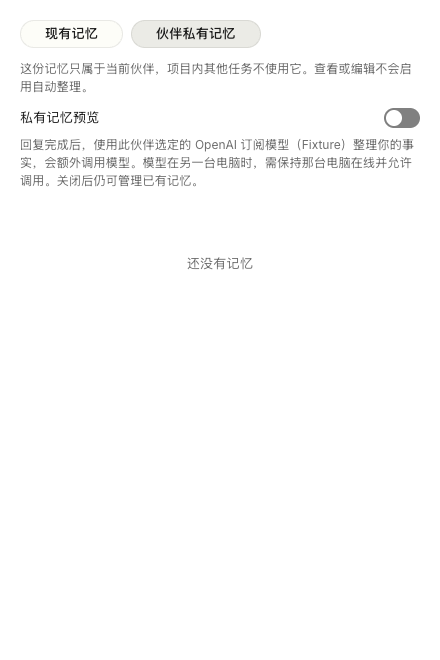 现有记忆
伙伴私有记忆
这份记忆只属于当前伙伴，项目内其他任务不使用它。查看或编辑不会启
用自动整理。
私有记忆预览
回复完成后，使用此伙伴选定的 OpenAI 订阅模型（Fixture）整理你的事
实，会额外调用模型。模型在另一台电脑时，需保持那台电脑在线并允许
调用。关闭后仍可管理已有记忆。
还没有记忆